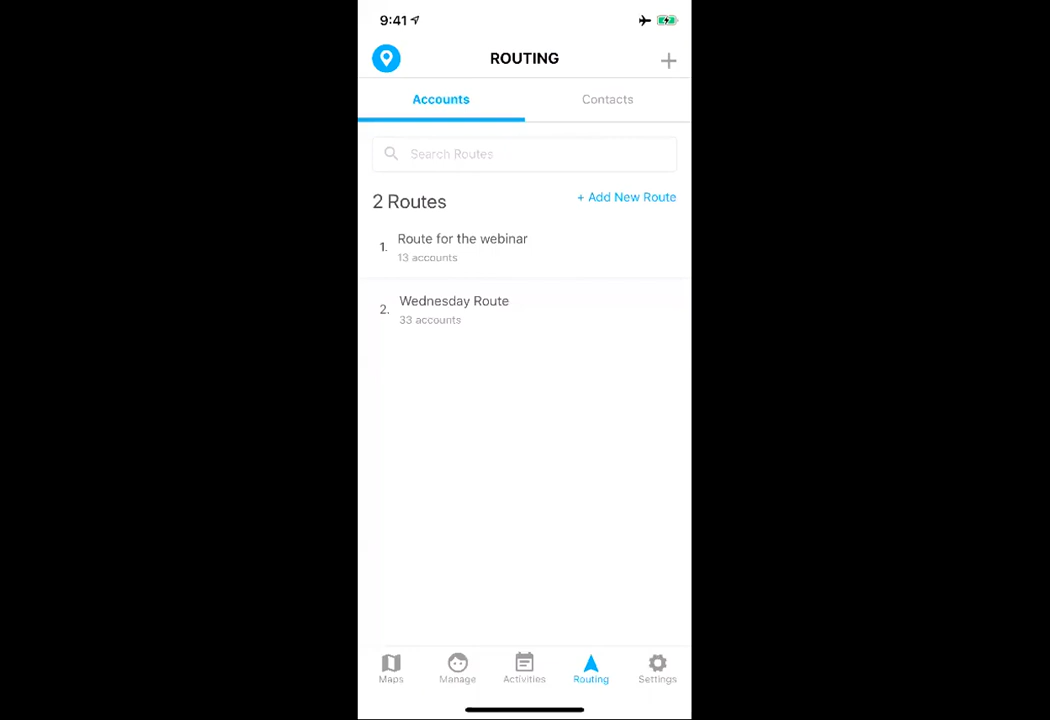 9:41
ROUTING
Accounts
Contacts
Search Routes
2 Routes
+ Add New Route
1.
Route for the webinar
13 accounts
2.
Wednesday Route
33 accounts
Maps
Manage
Activities
Routing
Settings